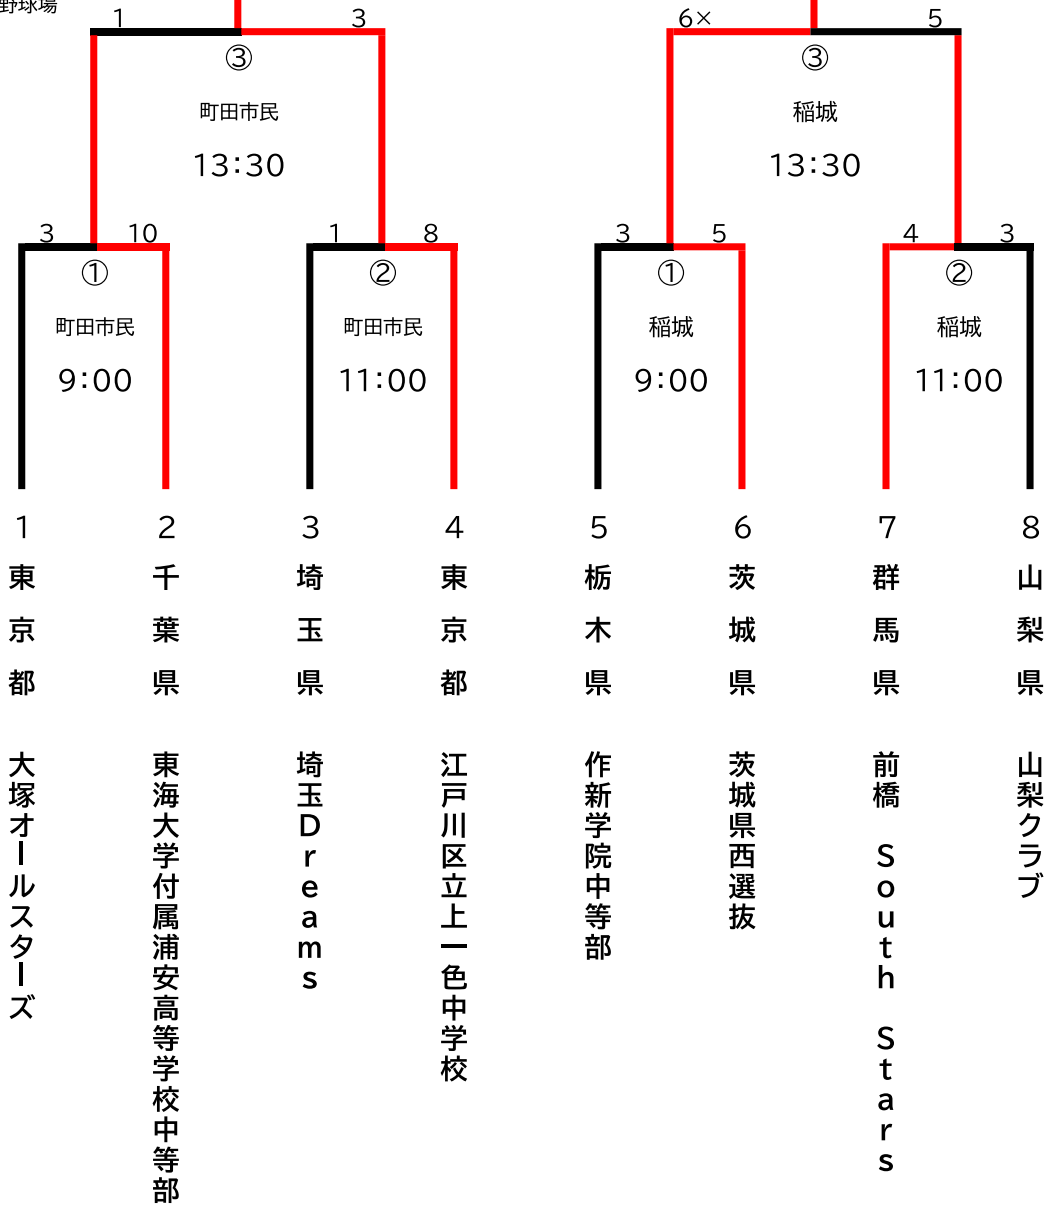 野球場
1 3
③
町田市民
13:30
6× 5
③
稲城
13:30
3 10
①
町田市民
9:00
1 8
②
町田市民
11:00
3 5
①
稲城
9:00
4 3
②
稲城
11:00
1
東京都
大塚オールスターズ
2
千葉県
東海大学付属浦安高等学校中等部
3
埼玉県
埼玉Dreams
4
東京都
江戸川区立上一色中学校
5
栃木県
作新学院中等部
6
茨城県
茨城県西選抜
7
群馬県
前橋 South Stars
8
山梨県
山梨クラブ